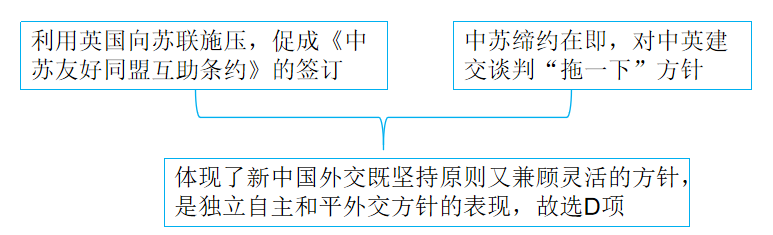 利用英国向苏联施压，促成《中
苏友好同盟互助条约》的签订
中苏缔约在即，对中英建
交谈判“拖一下”方针
体现了新中国外交既坚持原则又兼顾灵活的方针，
是独立自主和平外交方针的表现，故选D项